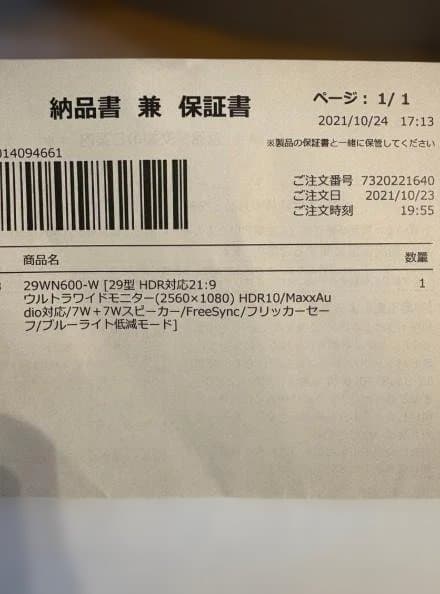 納品書 兼 保証書
ページ： 1/ 1
2021/10/24 17:13
※製品の保証書と一緒に保管してください
014094661
ご注文番号 7320221640
ご注文日 2021/10/23
ご注文時刻 19:55
商品名 数量
29WN600-W [29型 HDR対応21:9 1
ウルトラワイドモニター(2560×1080) HDR10/MaxxAu
dio対応/7W＋7Wスピーカー/FreeSync/フリッカーセー
フ/ブルーライト低減モード]